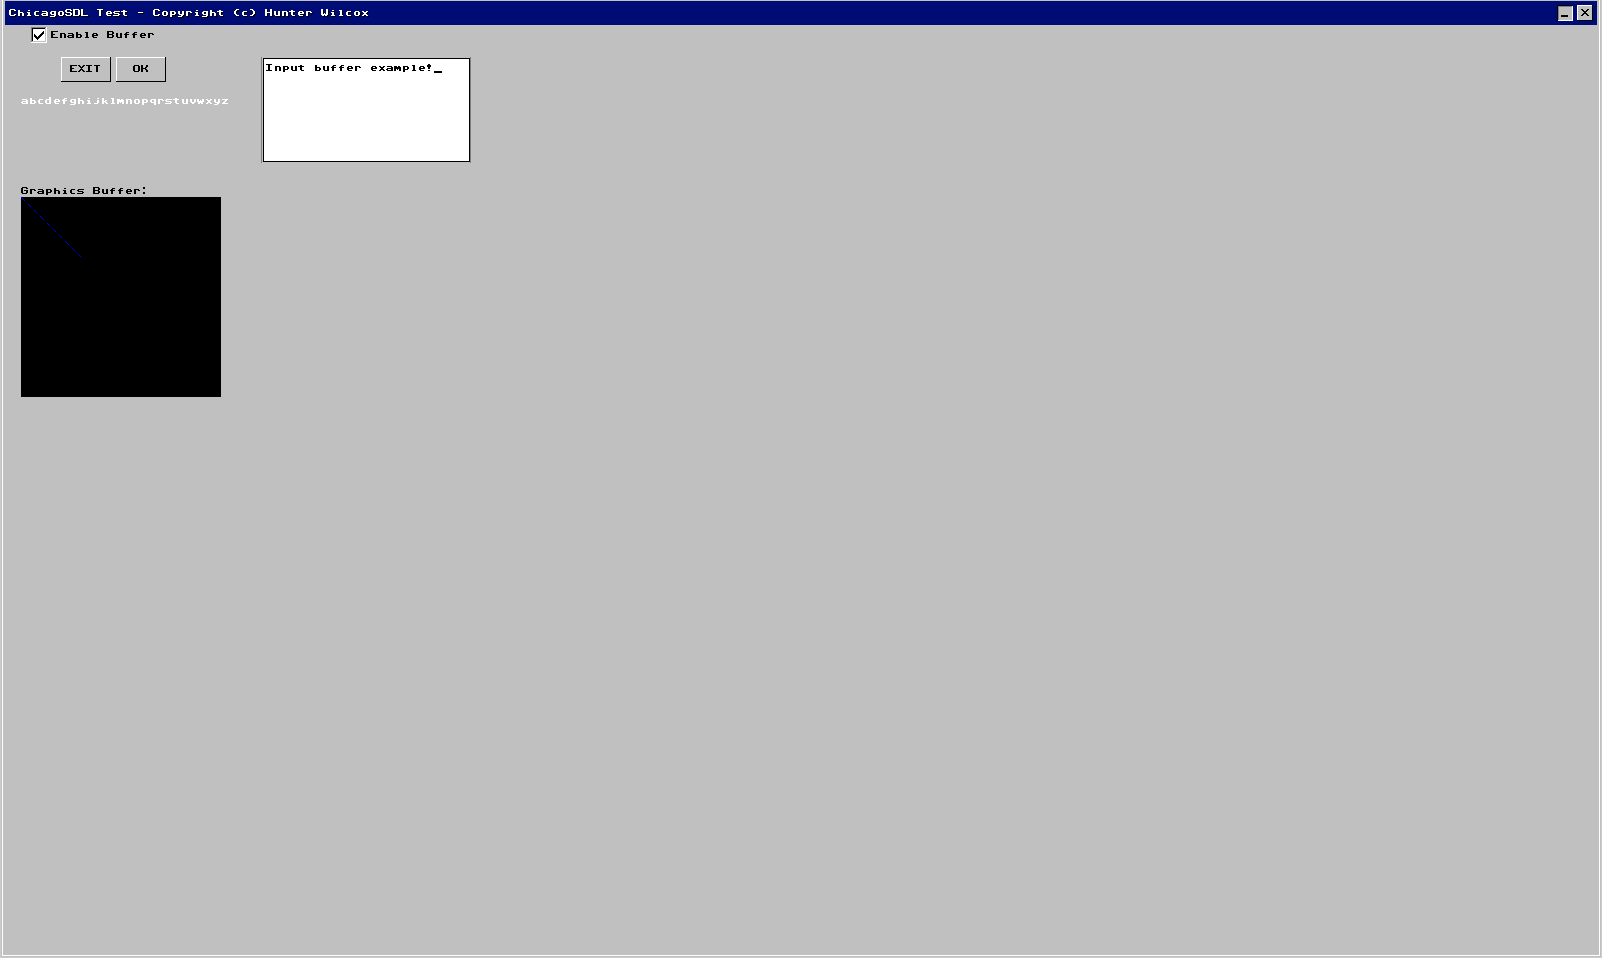 ChicagoSDL Test - Copyright (c) Hunter Wilcox
Enable Buffer
EXIT OK
Input buffer example!_
abcdefghijklmnopqrstuvwxyz
Graphics Buffer: